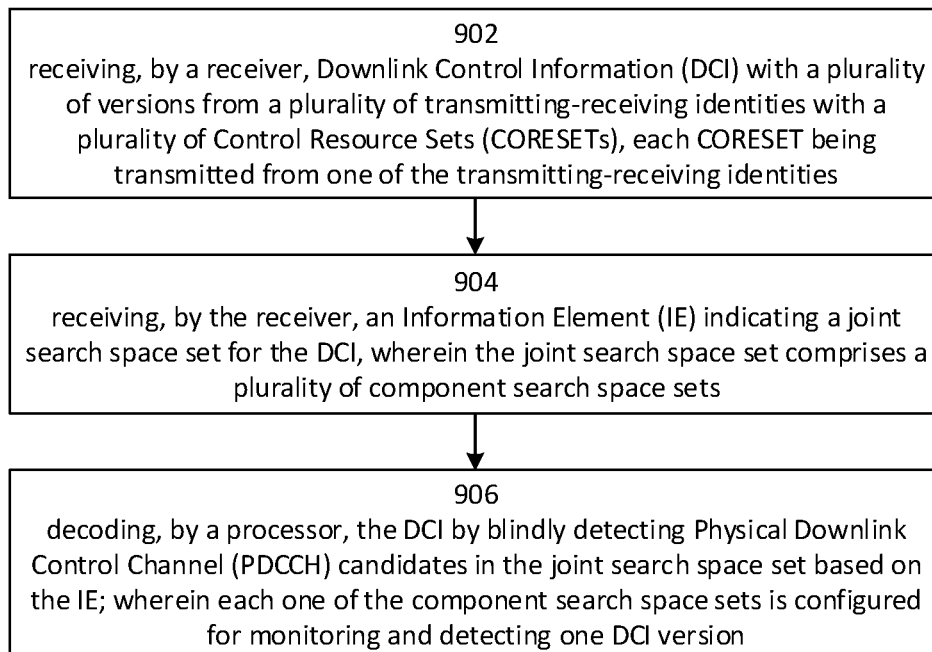 902
receiving, by a receiver, Downlink Control Information (DCI) with a plurality
of versions from a plurality of transmitting-receiving identities with a
plurality of Control Resource Sets (CORESETs), each CORESET being
transmitted from one of the transmitting-receiving identities
904
receiving, by the receiver, an Information Element (IE) indicating a joint
search space set for the DCI, wherein the joint search space set comprises a
plurality of component search space sets
906
decoding, by a processor, the DCI by blindly detecting Physical Downlink
Control Channel (PDCCH) candidates in the joint search space set based on
the IE; wherein each one of the component search space sets is configured
for monitoring and detecting one DCI version